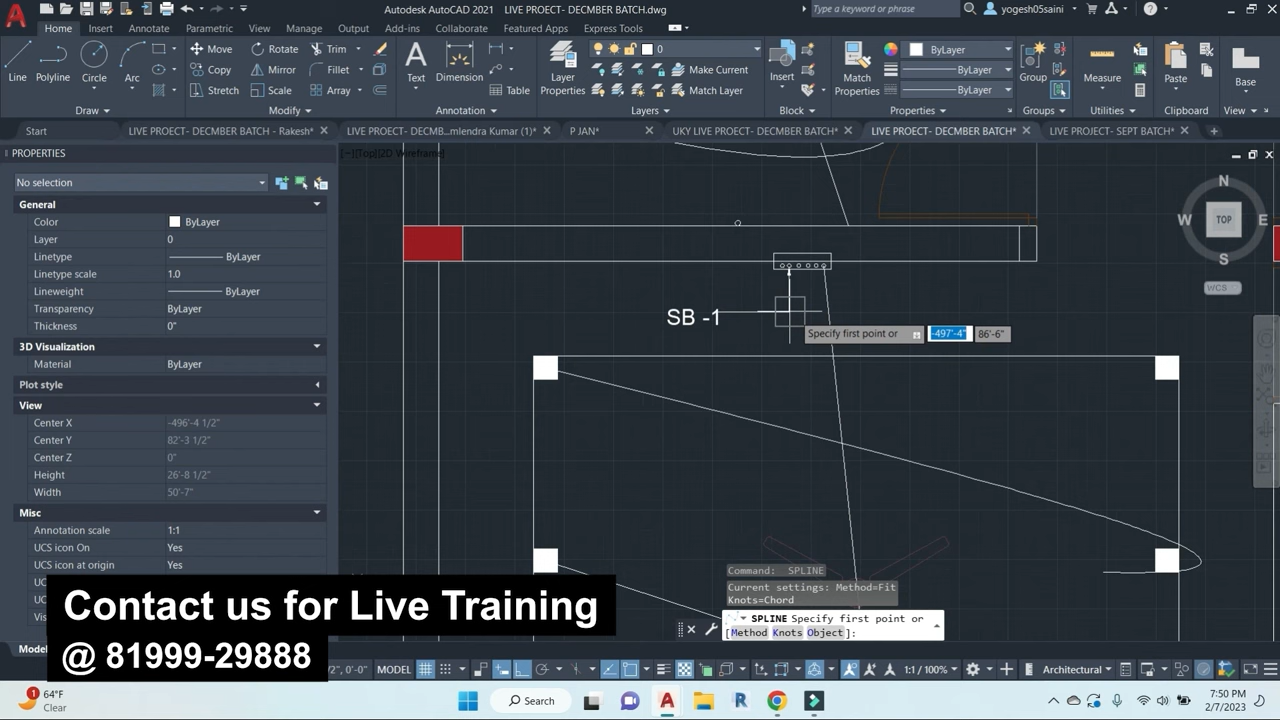 Autodesk AutoCAD 2021 LIVE PROECT- DECMBER BATCH.dwg
Type a keyword or phrase
yogesh05saini
Home Insert Annotate Parametric View Manage Output Add-ins Collaborate Featured Apps Express Tools
Move Rotate Trim
Copy Mirror Fillet
Stretch Scale Array
Line Polyline Circle Arc
Text Dimension Table
Layer Properties
0
Make Current
Match Layer
Insert
Match Properties
ByLayer
ByLayer
ByLayer
Group Measure Paste Base
Draw Modify Annotation Layers Block Properties Groups Utilities Clipboard View
Start LIVE PROECT- DECMBER BATCH - Rakesh* LIVE PROECT- DECMB...mlendra Kumar (1)* P JAN* UKY LIVE PROECT- DECMBER BATCH* LIVE PROECT- DECMBER BATCH* LIVE PROJECT- SEPT BATCH*
PROPERTIES
[−][Top][2D Wireframe]
No selection
General
Color ByLayer
Layer 0
Linetype ByLayer
Linetype scale 1.0
Lineweight ByLayer
Transparency ByLayer
Thickness 0"
3D Visualization
Material ByLayer
Plot style
View
Center X -496'-4 1/2"
Center Y 82'-3 1/2"
Center Z 0"
Height 26'-8 1/2"
Width 50'-7"
Misc
Annotation scale 1:1
UCS icon On Yes
UCS icon at origin Yes
N
W TOP E
S
WCS
SB -1
Specify first point or -497'-4" 86'-6"
Command: SPLINE
Current settings: Method=Fit
Knots=Chord
SPLINE Specify first point or
[Method Knots Object]:
Contact us for Live Training
@ 81999-29888
MODEL 1:1 / 100% Architectural
1
64°F
Clear
Search
7:50 PM
2/7/2023